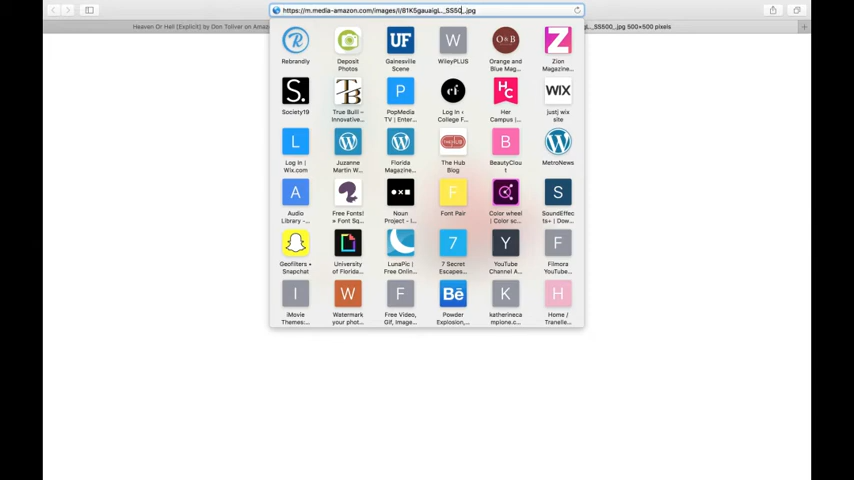 https://m.media-amazon.com/images/I/81K5gauaigL._SS50_.jpg
Heaven Or Hell [Explicit] by Don Toliver on Amazon
_SS500_.jpg 500×500 pixels
R
UF
W
O&B
Z
Rebrandly
Deposit Photos
Gainesville Scene
WileyPLUS
Orange and Blue Mag...
Zion Magazine...
S.
TB
P
cf
HC
WIX
Society19
True Built – Innovative...
PopMedia TV | Enter...
Log In ‹ College F...
Her Campus |...
justj wix site
L
THE HUB
B
Log In | Wix.com
Juzanne Martin W...
Florida Magazine...
The Hub Blog
BeautyClout
MetroNews
A
F
S
Audio Library –...
Free Fonts! « Font Sq...
Noun Project - I...
Font Pair
Color wheel | Color sc...
SoundEffects+ | Dow...
7
Y
F
Geofilters • Snapchat
University of Florida...
LunaPic | Free Onlin...
7 Secret Escapes...
YouTube Channel A...
Filmora YouTube...
I
W
F
Bē
K
H
iMovie Themes:...
Watermark your phot...
Free Video, Gif, Image...
Powder Explosion,...
katherinecampione.c...
Home / Tranelle...